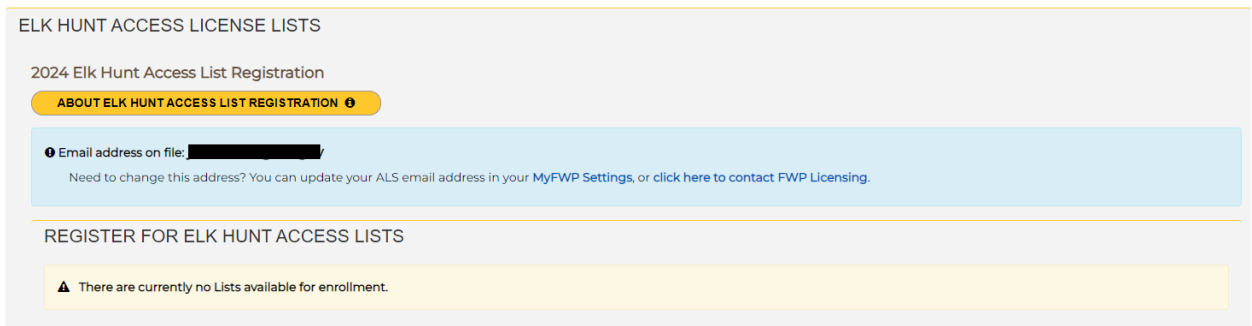 ELK HUNT ACCESS LICENSE LISTS
2024 Elk Hunt Access List Registration
ABOUT ELK HUNT ACCESS LIST REGISTRATION
Email address on file:
Need to change this address? You can update your ALS email address in your MyFWP Settings, or click here to contact FWP Licensing.
REGISTER FOR ELK HUNT ACCESS LISTS
There are currently no Lists available for enrollment.